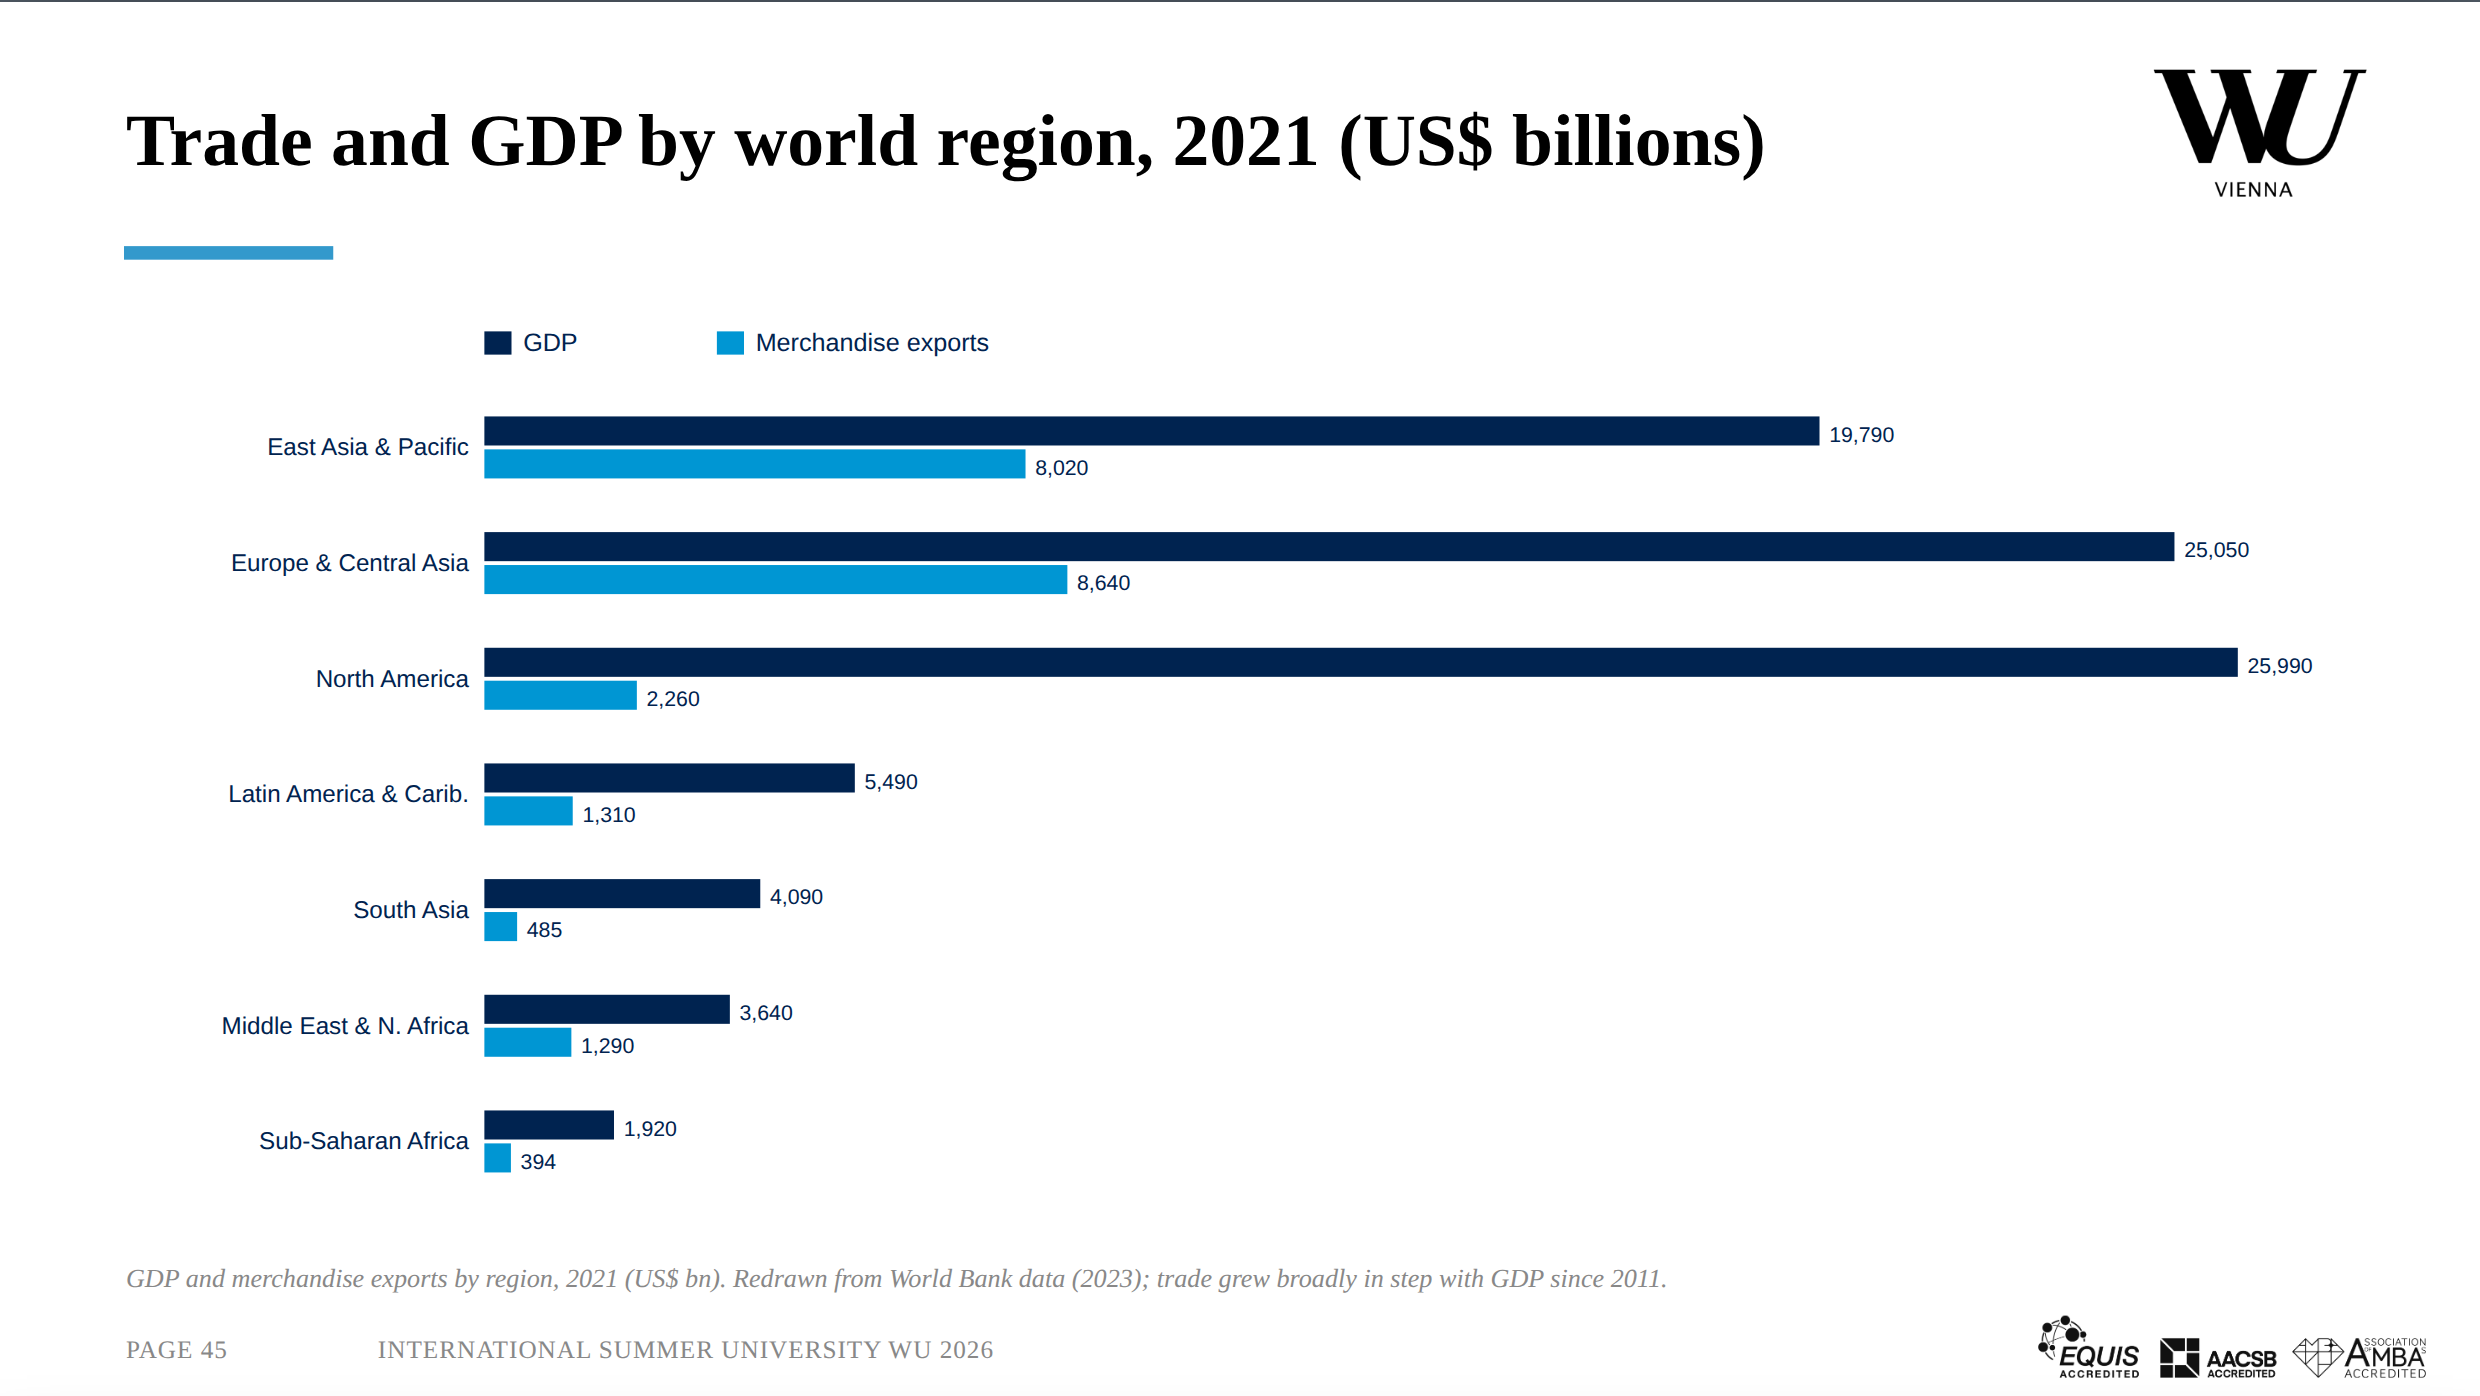 Trade and GDP by world region, 2021 (US$ billions)
WU
VIENNA
GDP
Merchandise exports
East Asia & Pacific
19,790
8,020
Europe & Central Asia
25,050
8,640
North America
25,990
2,260
Latin America & Carib.
5,490
1,310
South Asia
4,090
485
Middle East & N. Africa
3,640
1,290
Sub-Saharan Africa
1,920
394
GDP and merchandise exports by region, 2021 (US$ bn). Redrawn from World Bank data (2023); trade grew broadly in step with GDP since 2011.
PAGE 45
INTERNATIONAL SUMMER UNIVERSITY WU 2026
EQUIS
ACCREDITED
AACSB
ACCREDITED
ASSOCIATION
OF AMBAS
ACCREDITED